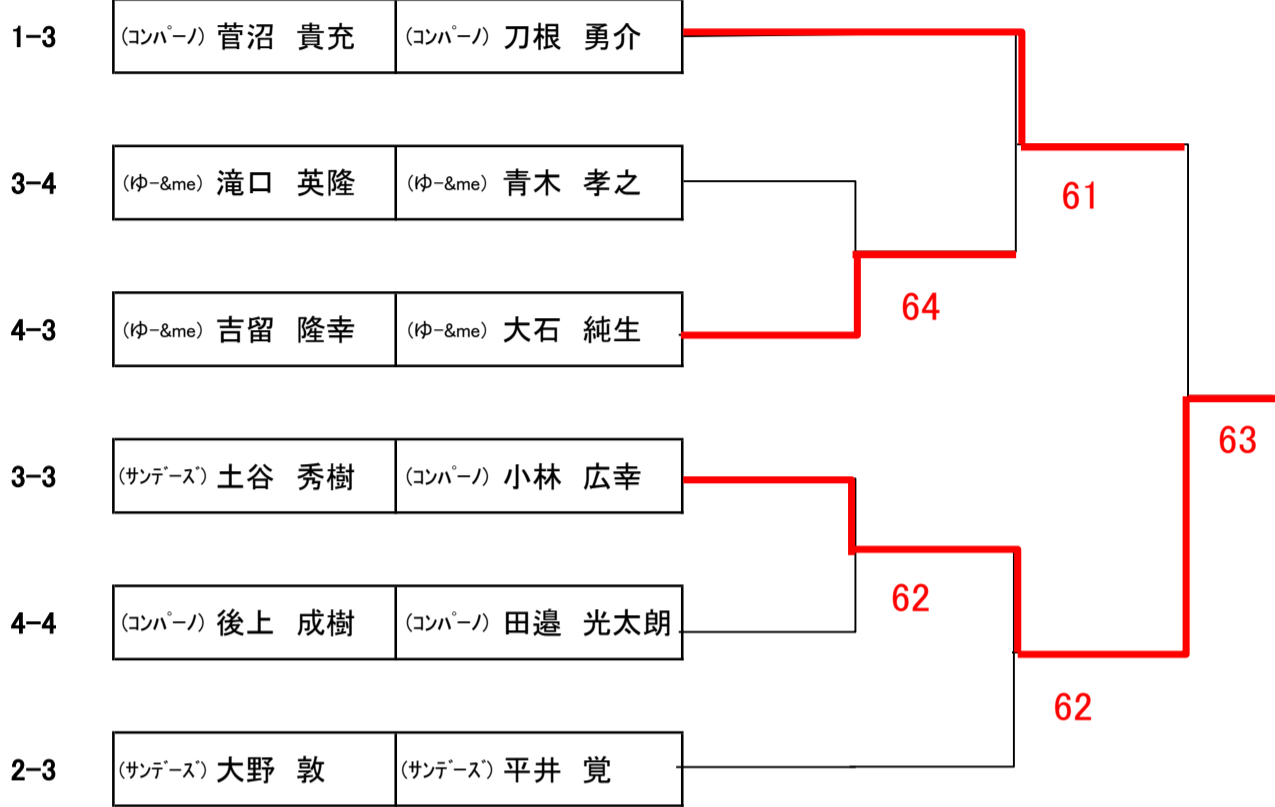 1-3 (コンパーノ) 菅沼 貴充 (コンパーノ) 刀根 勇介
3-4 (ゆー&me) 滝口 英隆 (ゆー&me) 青木 孝之
61
64
4-3 (ゆー&me) 吉留 隆幸 (ゆー&me) 大石 純生
63
3-3 (サンデーズ) 土谷 秀樹 (コンパーノ) 小林 広幸
62
4-4 (コンパーノ) 後上 成樹 (コンパーノ) 田邉 光太朗
62
2-3 (サンデーズ) 大野 敦 (サンデーズ) 平井 覚